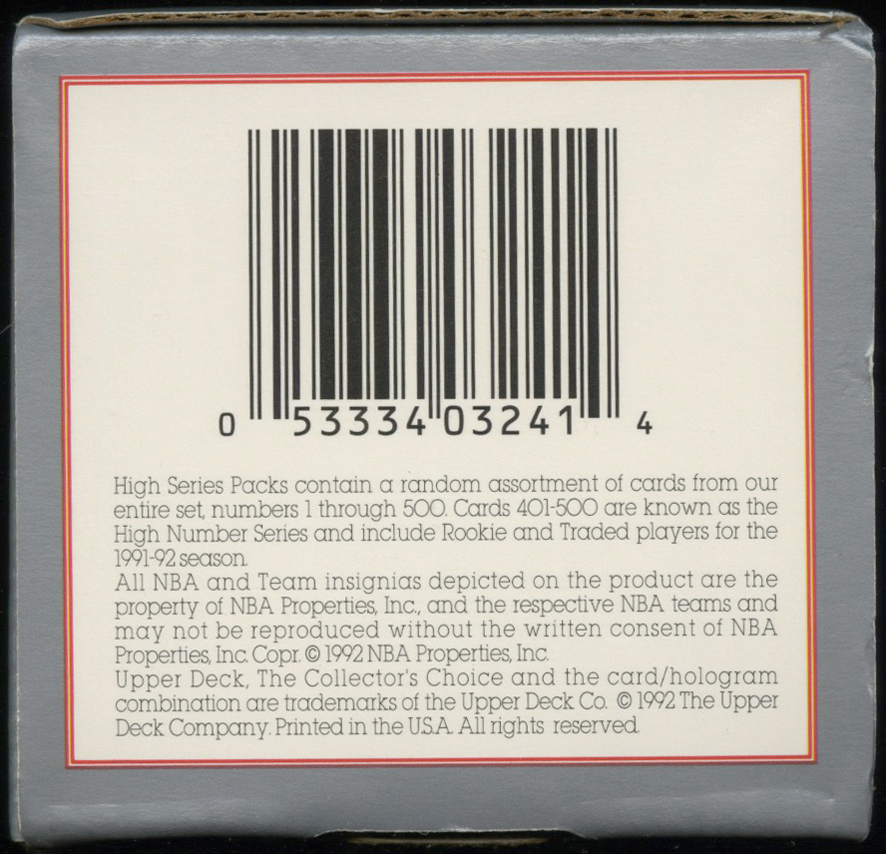 0 53334 03241 4
High Series Packs contain a random assortment of cards from our
entire set, numbers 1 through 500. Cards 401-500 are known as the
High Number Series and include Rookie and Traded players for the
1991-92 season.
All NBA and Team insignias depicted on the product are the
property of NBA Properties, Inc., and the respective NBA teams and
may not be reproduced without the written consent of NBA
Properties, Inc. Copr. © 1992 NBA Properties, Inc.
Upper Deck, The Collector's Choice and the card/hologram
combination are trademarks of the Upper Deck Co. © 1992 The Upper
Deck Company. Printed in the U.S.A. All rights reserved.